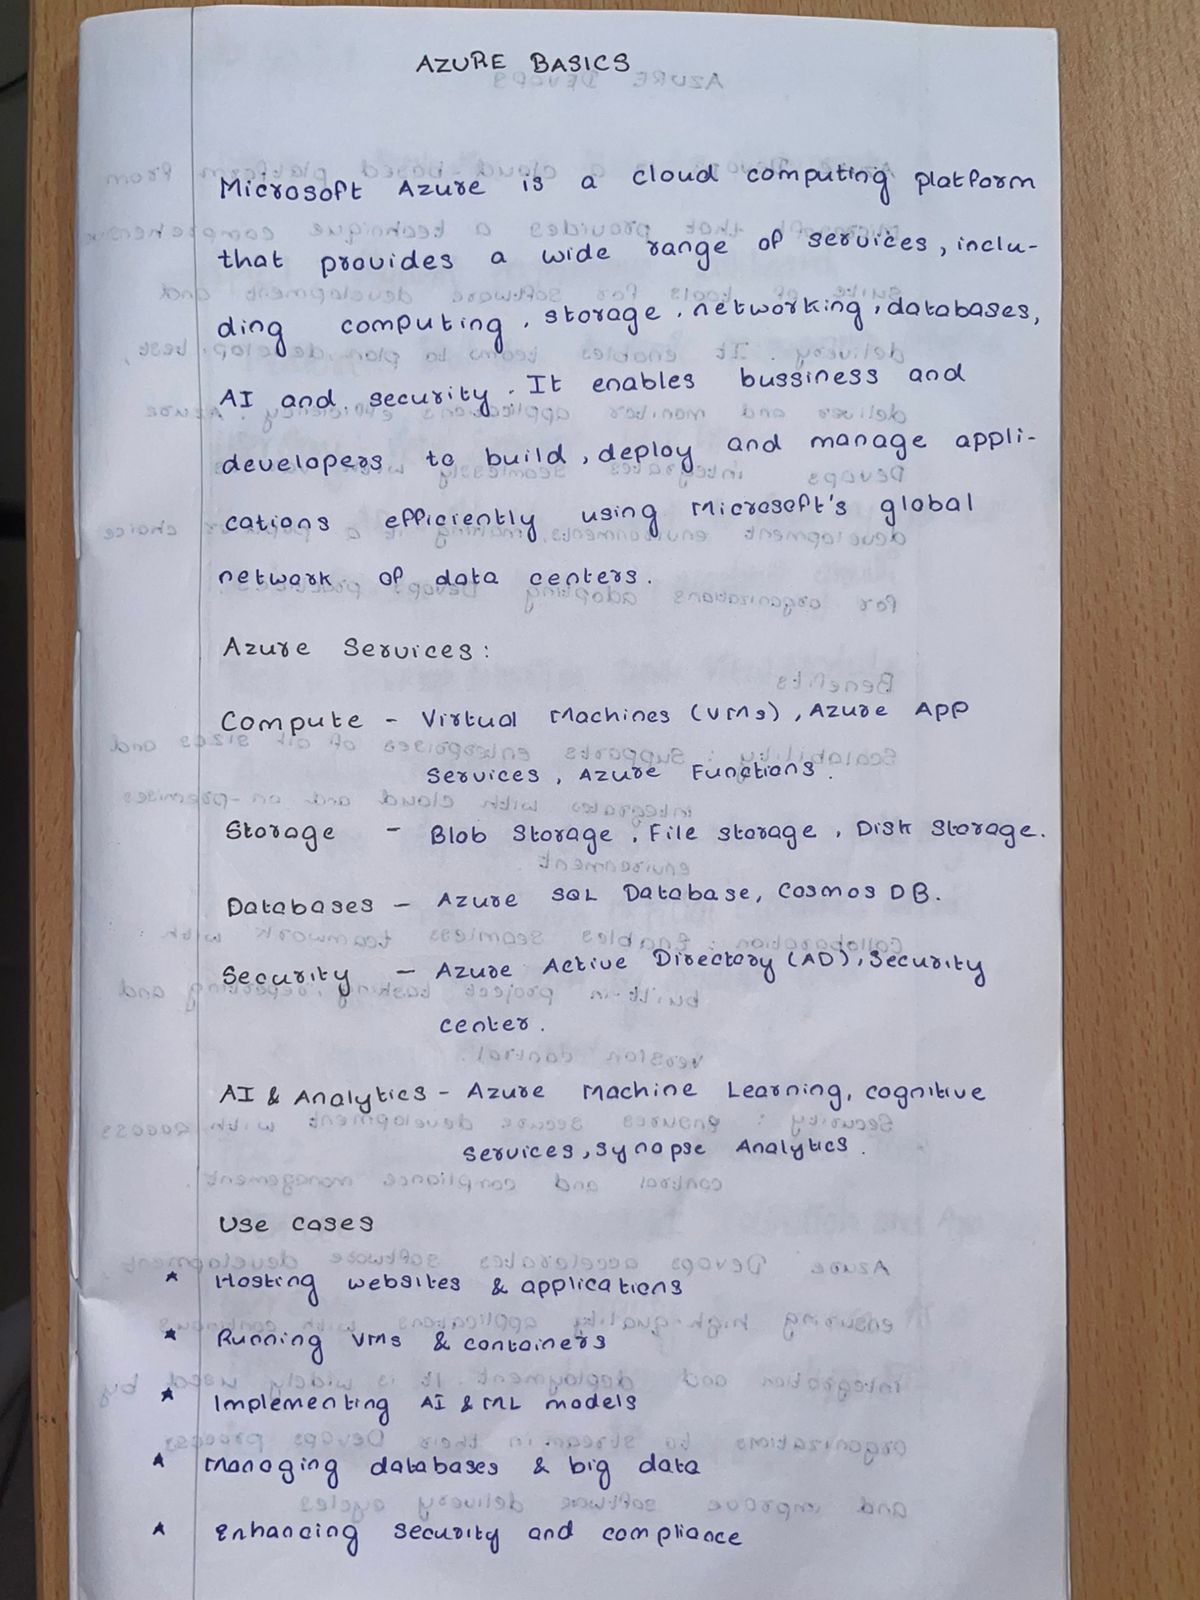 AZURE BASICS
Microsoft Azure is a cloud computing platform
that provides a wide range of services, inclu-
ding computing, storage, networking, databases,
AI and security. It enables bussiness and
developers to build, deploy and manage appli-
cations efficiently using Microsoft's global
network of data centers.
Azure Services:
Compute - Virtual Machines (VMs), Azure App
Services, Azure Functions.
Storage - Blob Storage, File storage, Disk Storage.
Databases - Azure SQL Database, Cosmos DB.
Security - Azure Active Directory (AD), Security
center.
AI & Analytics - Azure Machine Learning, cognitive
services, synapse Analytics.
Use cases
★ Hosting websites & applications
★ Running VMs & containers
★ Implementing AI & ML models
★ Managing databases & big data
★ Enhancing security and compliance